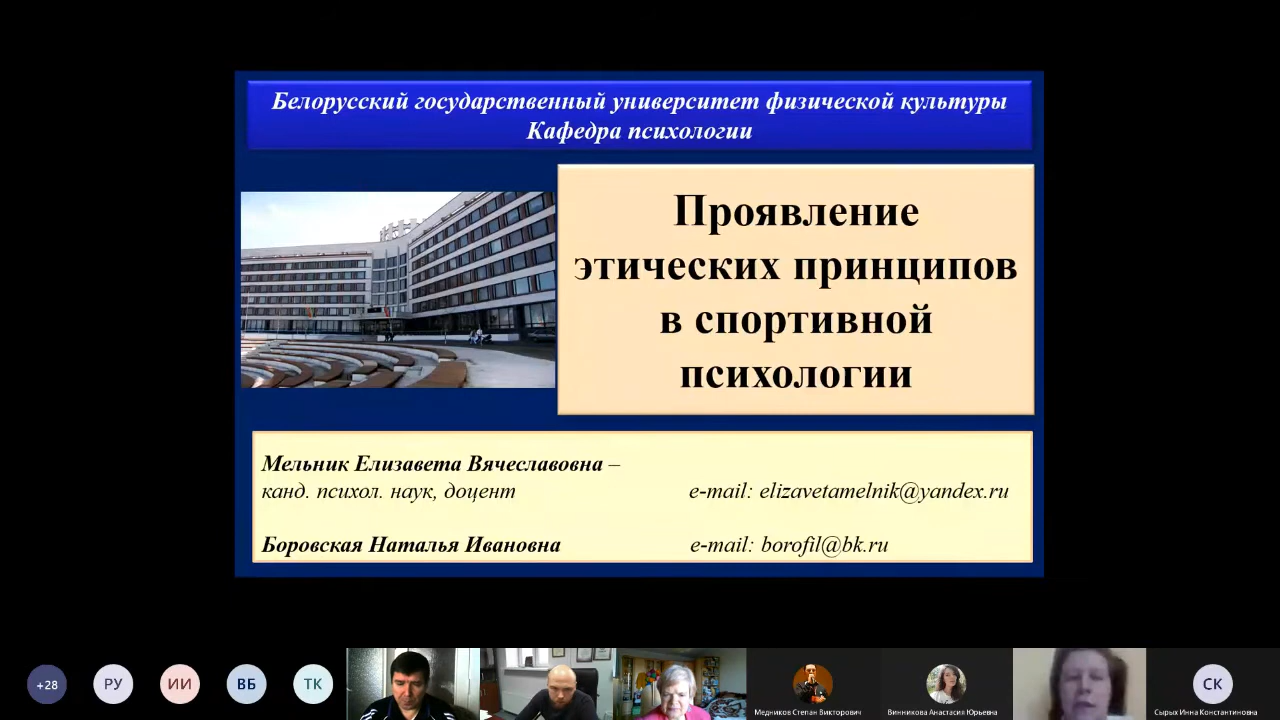 Белорусский государственный университет физической культуры
Кафедра психологии
Проявление
этических принципов
в спортивной
психологии
Мельник Елизавета Вячеславовна –
канд. психол. наук, доцент e-mail: elizavetamelnik@yandex.ru
Боровская Наталья Ивановна e-mail: borofil@bk.ru
+28 РУ ИИ ВБ ТК СК
Медников Степан Викторович Винникова Анастасия Юрьевна Сырых Инна Константиновна